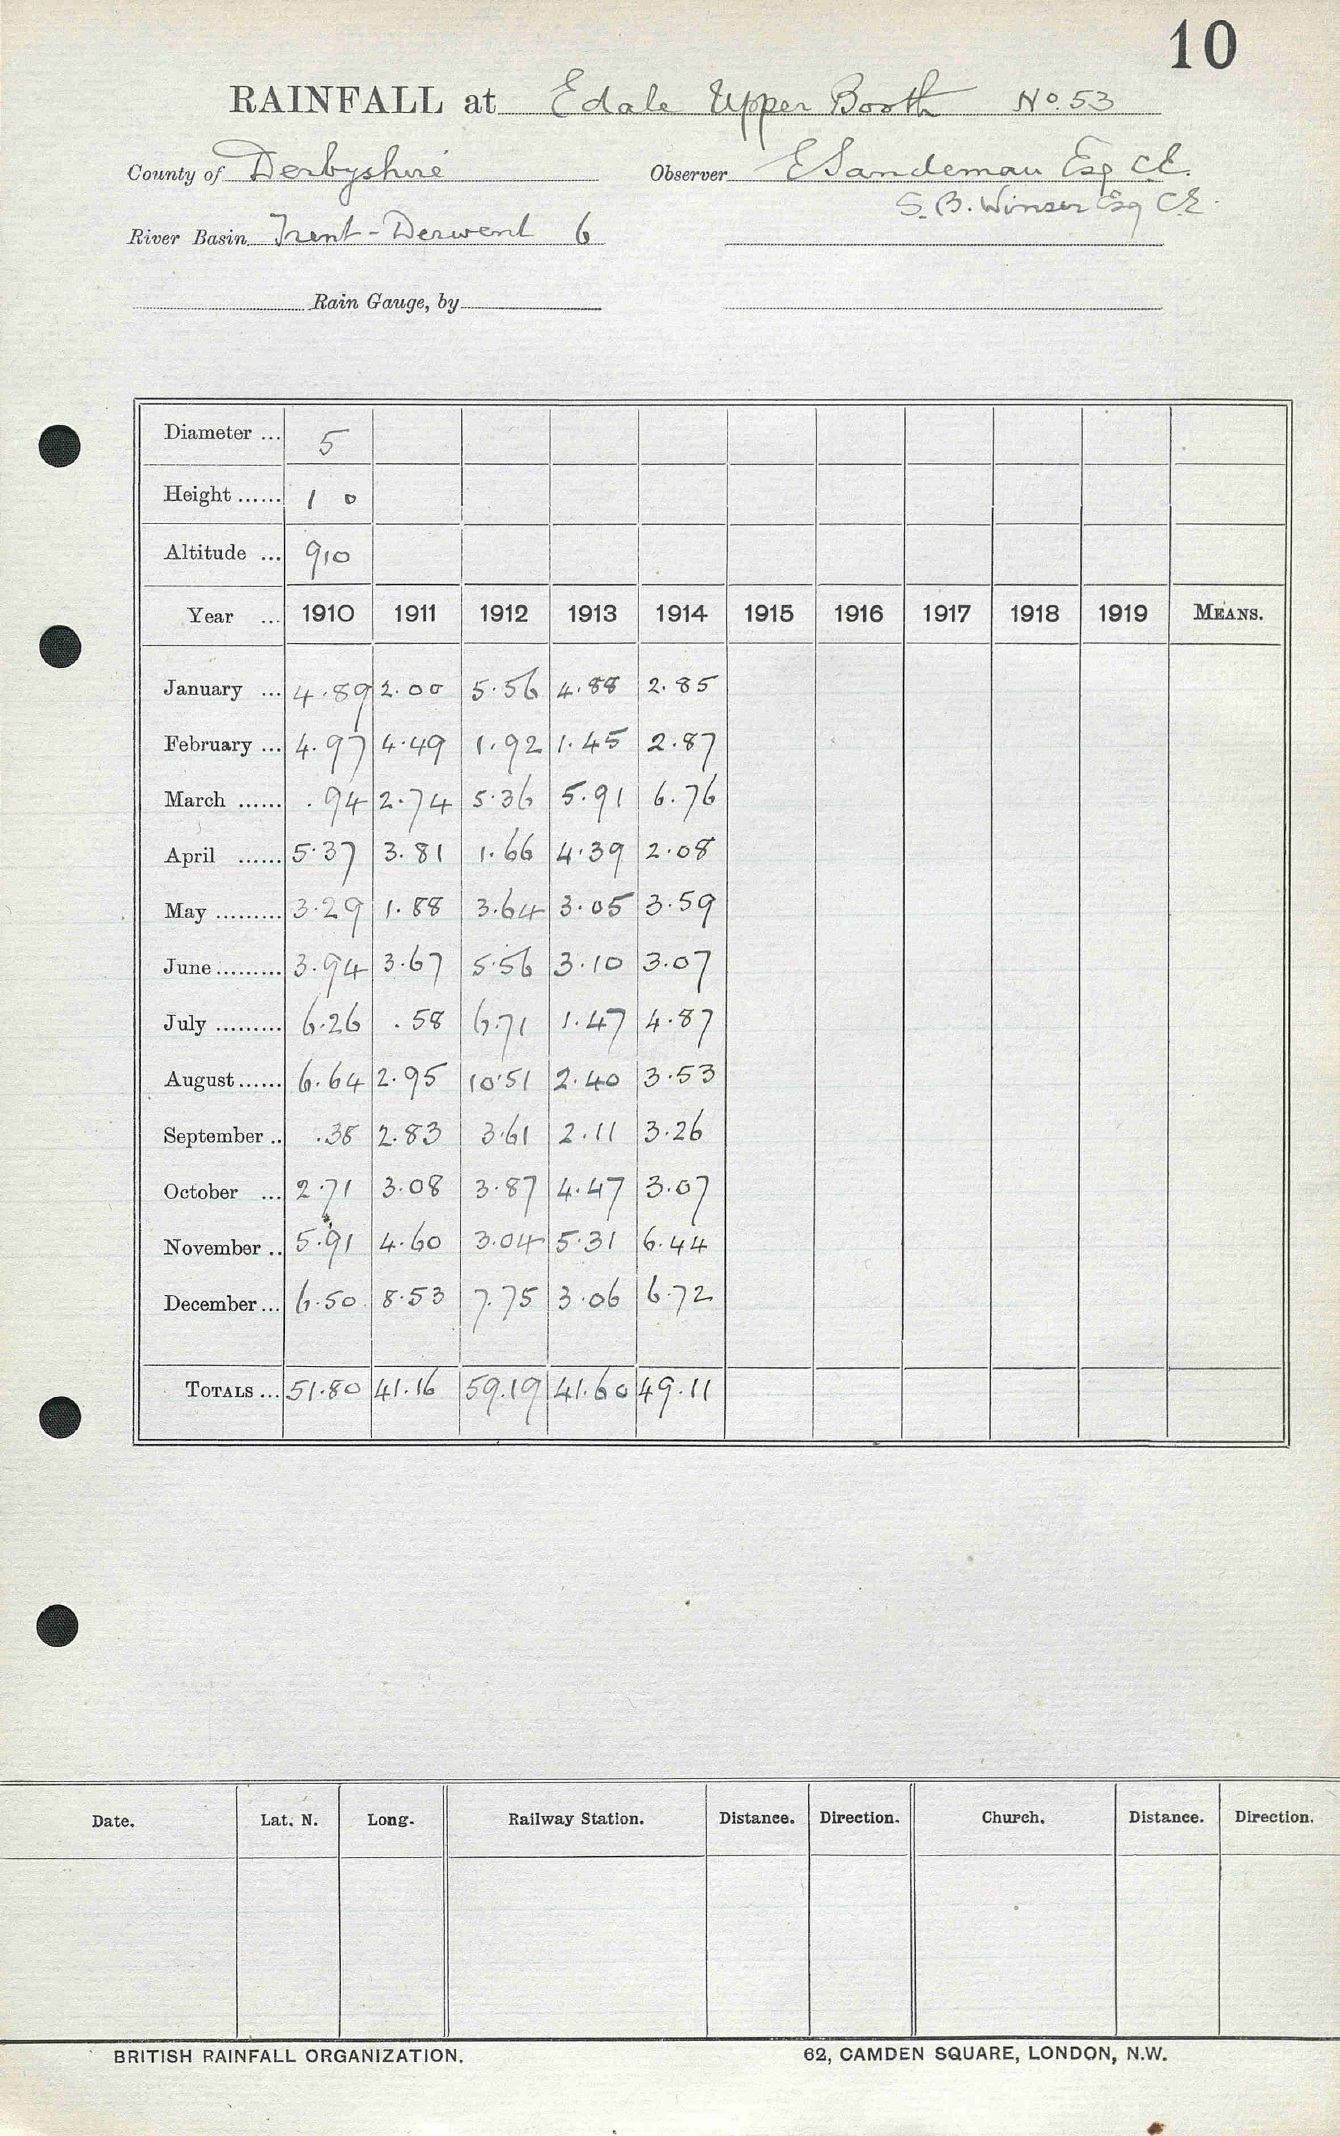 10
RAINFALL at Edale Upper Booth No. 53
County of Derbyshire Observer E Sandeman Esq C.E.
S. B. Winser Esq C.E.
River Basin Trent - Derwent 6
Rain Gauge, by
Diameter ... 5
Height ...... 1 0
Altitude ... 910
Year ... 1910 1911 1912 1913 1914 1915 1916 1917 1918 1919 MEANS.
January ... 4.89 2.00 5.56 4.88 2.85
February ... 4.97 4.49 1.92 1.45 2.87
March ...... .94 2.74 5.36 5.91 6.76
April ...... 5.37 3.81 1.66 4.39 2.08
May ......... 3.29 1.88 3.64 3.05 3.59
June ......... 3.94 3.67 5.56 3.10 3.07
July ......... 6.26 .58 6.71 1.47 4.87
August ...... 6.64 2.95 10.51 2.40 3.53
September .. .38 2.83 3.61 2.11 3.26
October ... 2.71 3.08 3.87 4.47 3.07
November .. 5.91 4.60 3.04 5.31 6.44
December ... 6.50 8.53 7.75 3.06 6.72
TOTALS ... 51.80 41.16 59.19 41.60 49.11
Date. Lat. N. Long. Railway Station. Distance. Direction. Church. Distance. Direction.
BRITISH RAINFALL ORGANIZATION. 62, CAMDEN SQUARE, LONDON, N.W.